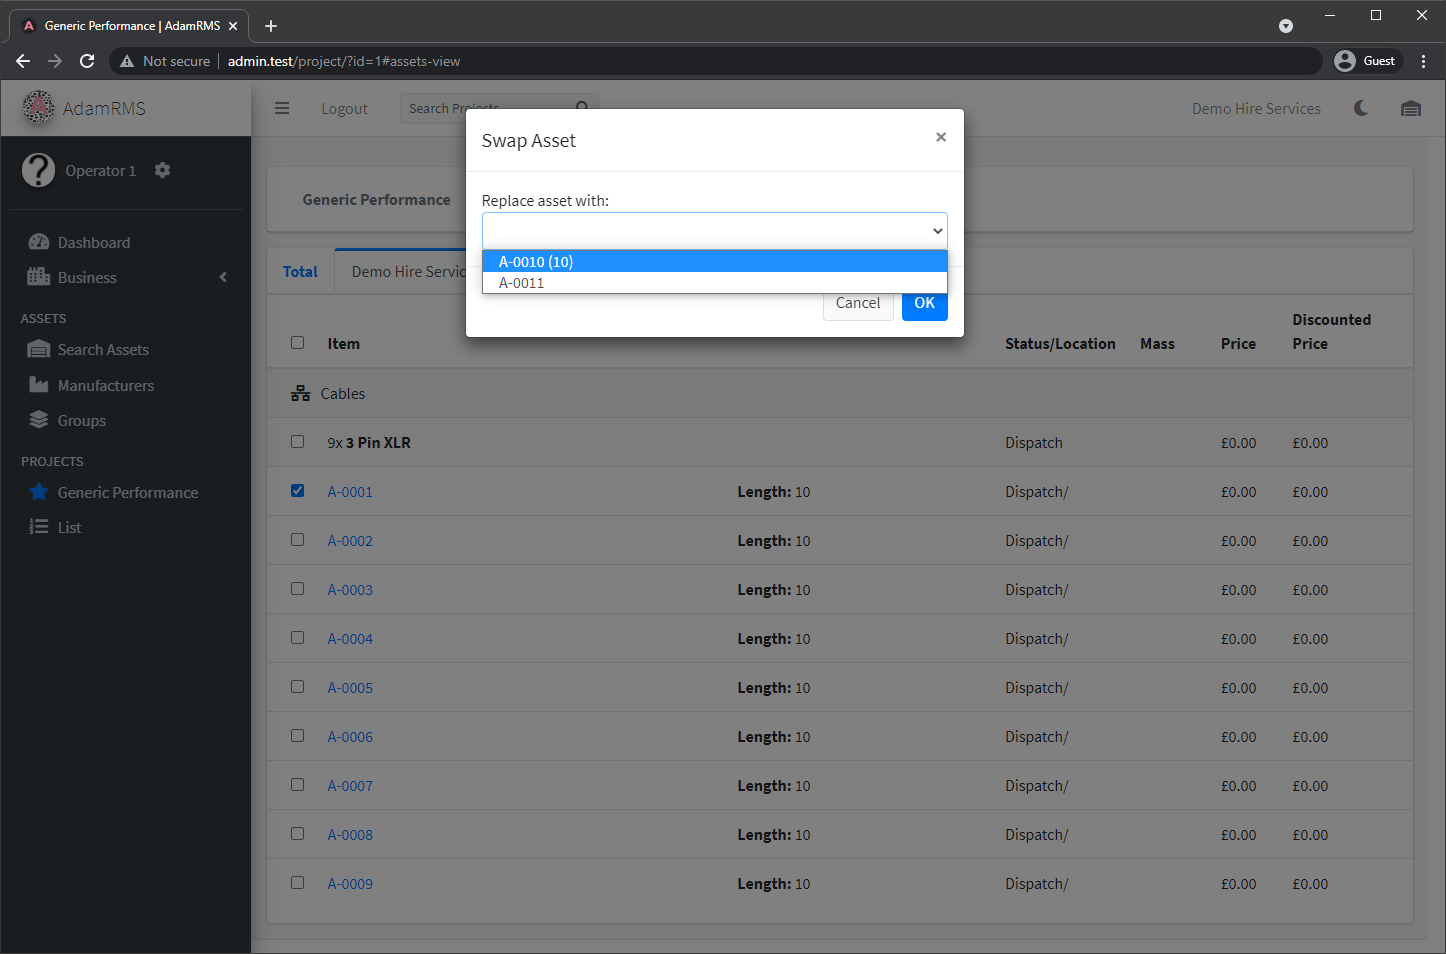 Generic Performance | AdamRMS
Not secure admin.test/project/?id=1#assets-view Guest
AdamRMS
Logout
Search Projects
Demo Hire Services
Operator 1
Dashboard
Business
ASSETS
Search Assets
Manufacturers
Groups
PROJECTS
Generic Performance
List
Swap Asset
Replace asset with:
A-0010 (10)
A-0011
Cancel OK
Generic Performance
Total Demo Hire Servic
Item Status/Location Mass Price Discounted Price
Cables
9x 3 Pin XLR Dispatch £0.00 £0.00
A-0001 Length: 10 Dispatch/ £0.00 £0.00
A-0002 Length: 10 Dispatch/ £0.00 £0.00
A-0003 Length: 10 Dispatch/ £0.00 £0.00
A-0004 Length: 10 Dispatch/ £0.00 £0.00
A-0005 Length: 10 Dispatch/ £0.00 £0.00
A-0006 Length: 10 Dispatch/ £0.00 £0.00
A-0007 Length: 10 Dispatch/ £0.00 £0.00
A-0008 Length: 10 Dispatch/ £0.00 £0.00
A-0009 Length: 10 Dispatch/ £0.00 £0.00